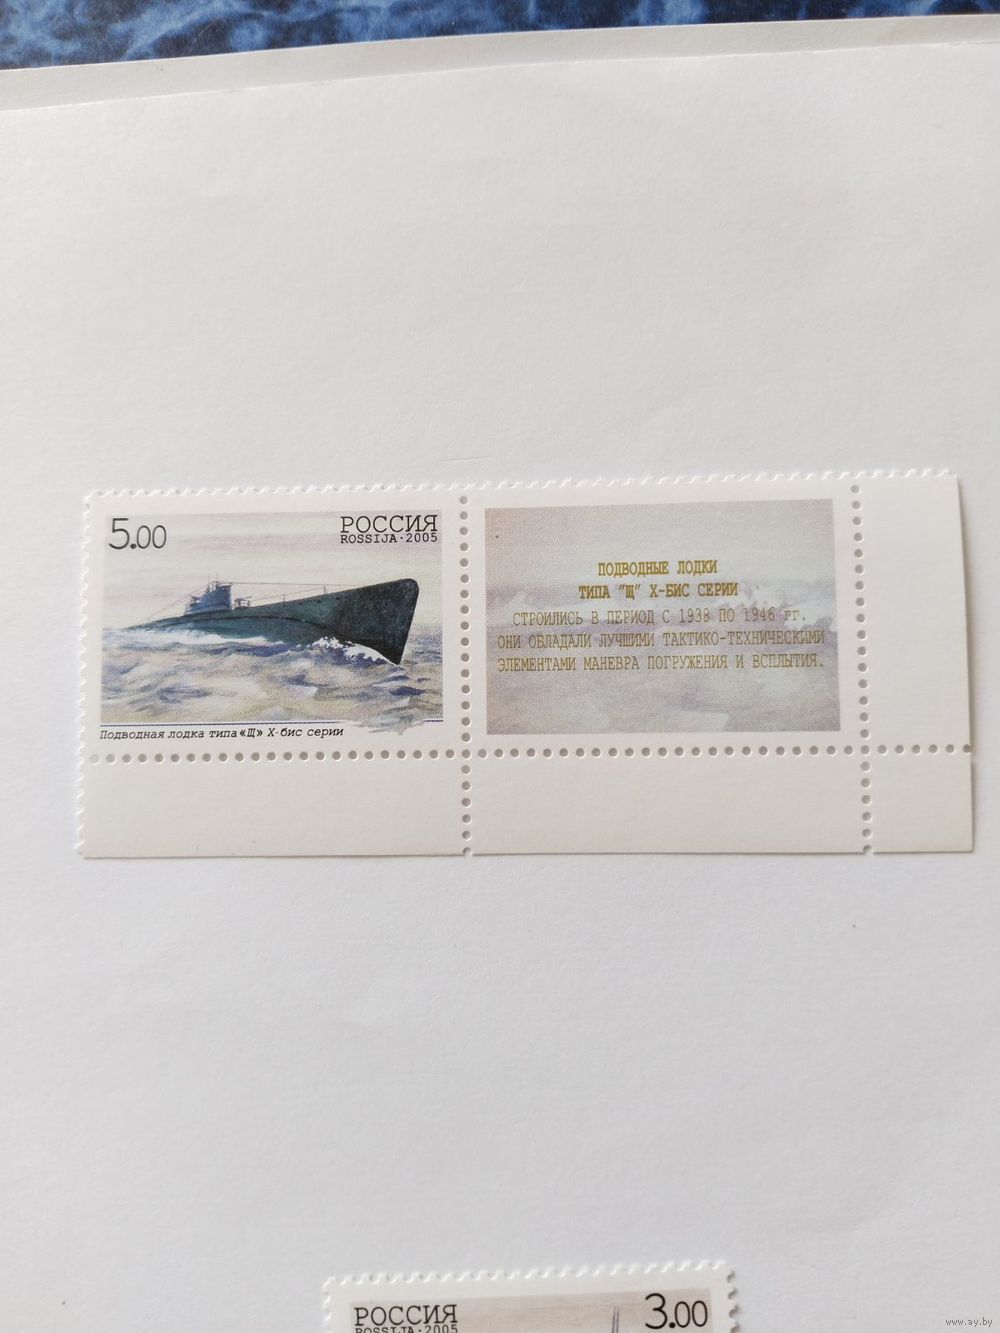 5.00
РОССИЯ
ROSSIJA·2005
Подводная лодка типа «Щ» X-бис серии
ПОДВОДНЫЕ ЛОДКИ
ТИПА "Щ" X-БИС СЕРИИ
СТРОИЛИСЬ В ПЕРИОД С 1938 ПО 1946 гг.
ОНИ ОБЛАДАЛИ ЛУЧШИМИ ТАКТИКО-ТЕХНИЧЕСКИМИ
ЭЛЕМЕНТАМИ МАНЕВРА ПОГРУЖЕНИЯ И ВСПЛЫТИЯ.
РОССИЯ
ROSSIJA·2005
3.00
www.ay.by